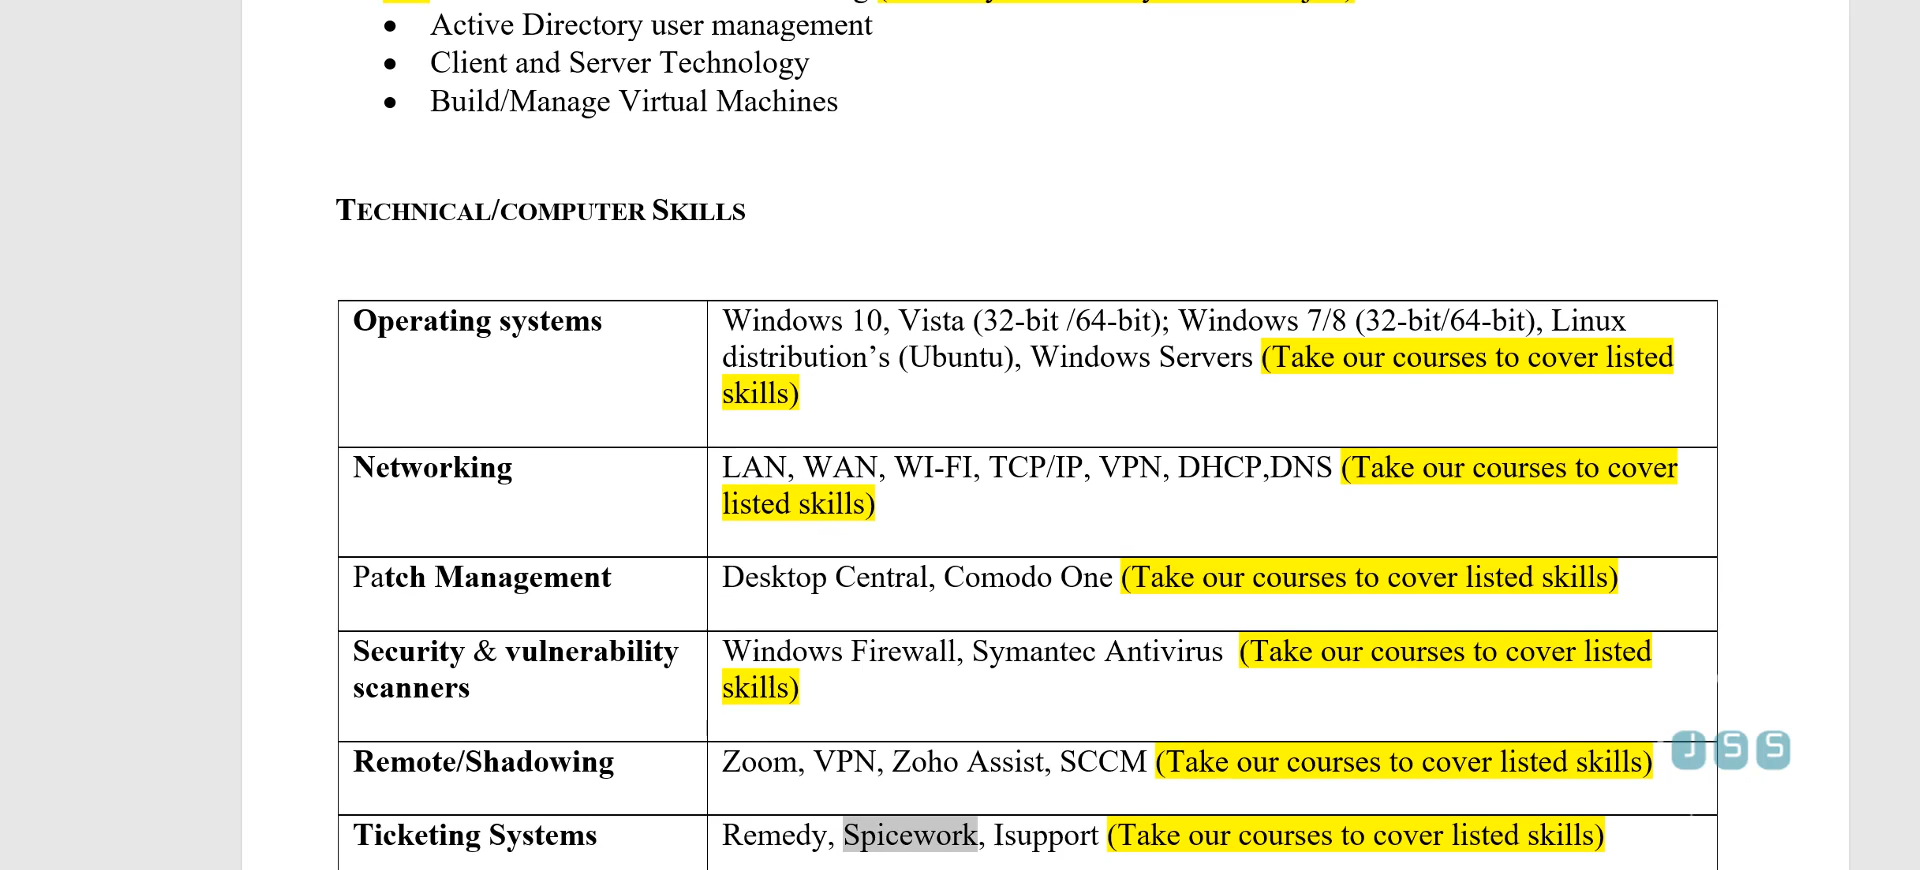 • Active Directory user management
• Client and Server Technology
• Build/Manage Virtual Machines
TECHNICAL/COMPUTER SKILLS
Operating systems
Windows 10, Vista (32-bit /64-bit); Windows 7/8 (32-bit/64-bit), Linux
distribution’s (Ubuntu), Windows Servers (Take our courses to cover listed
skills)
Networking
LAN, WAN, WI-FI, TCP/IP, VPN, DHCP,DNS (Take our courses to cover
listed skills)
Patch Management
Desktop Central, Comodo One (Take our courses to cover listed skills)
Security & vulnerability
scanners
Windows Firewall, Symantec Antivirus  (Take our courses to cover listed
skills)
Remote/Shadowing
Zoom, VPN, Zoho Assist, SCCM (Take our courses to cover listed skills)
JSS
Ticketing Systems
Remedy, Spicework, Isupport (Take our courses to cover listed skills)